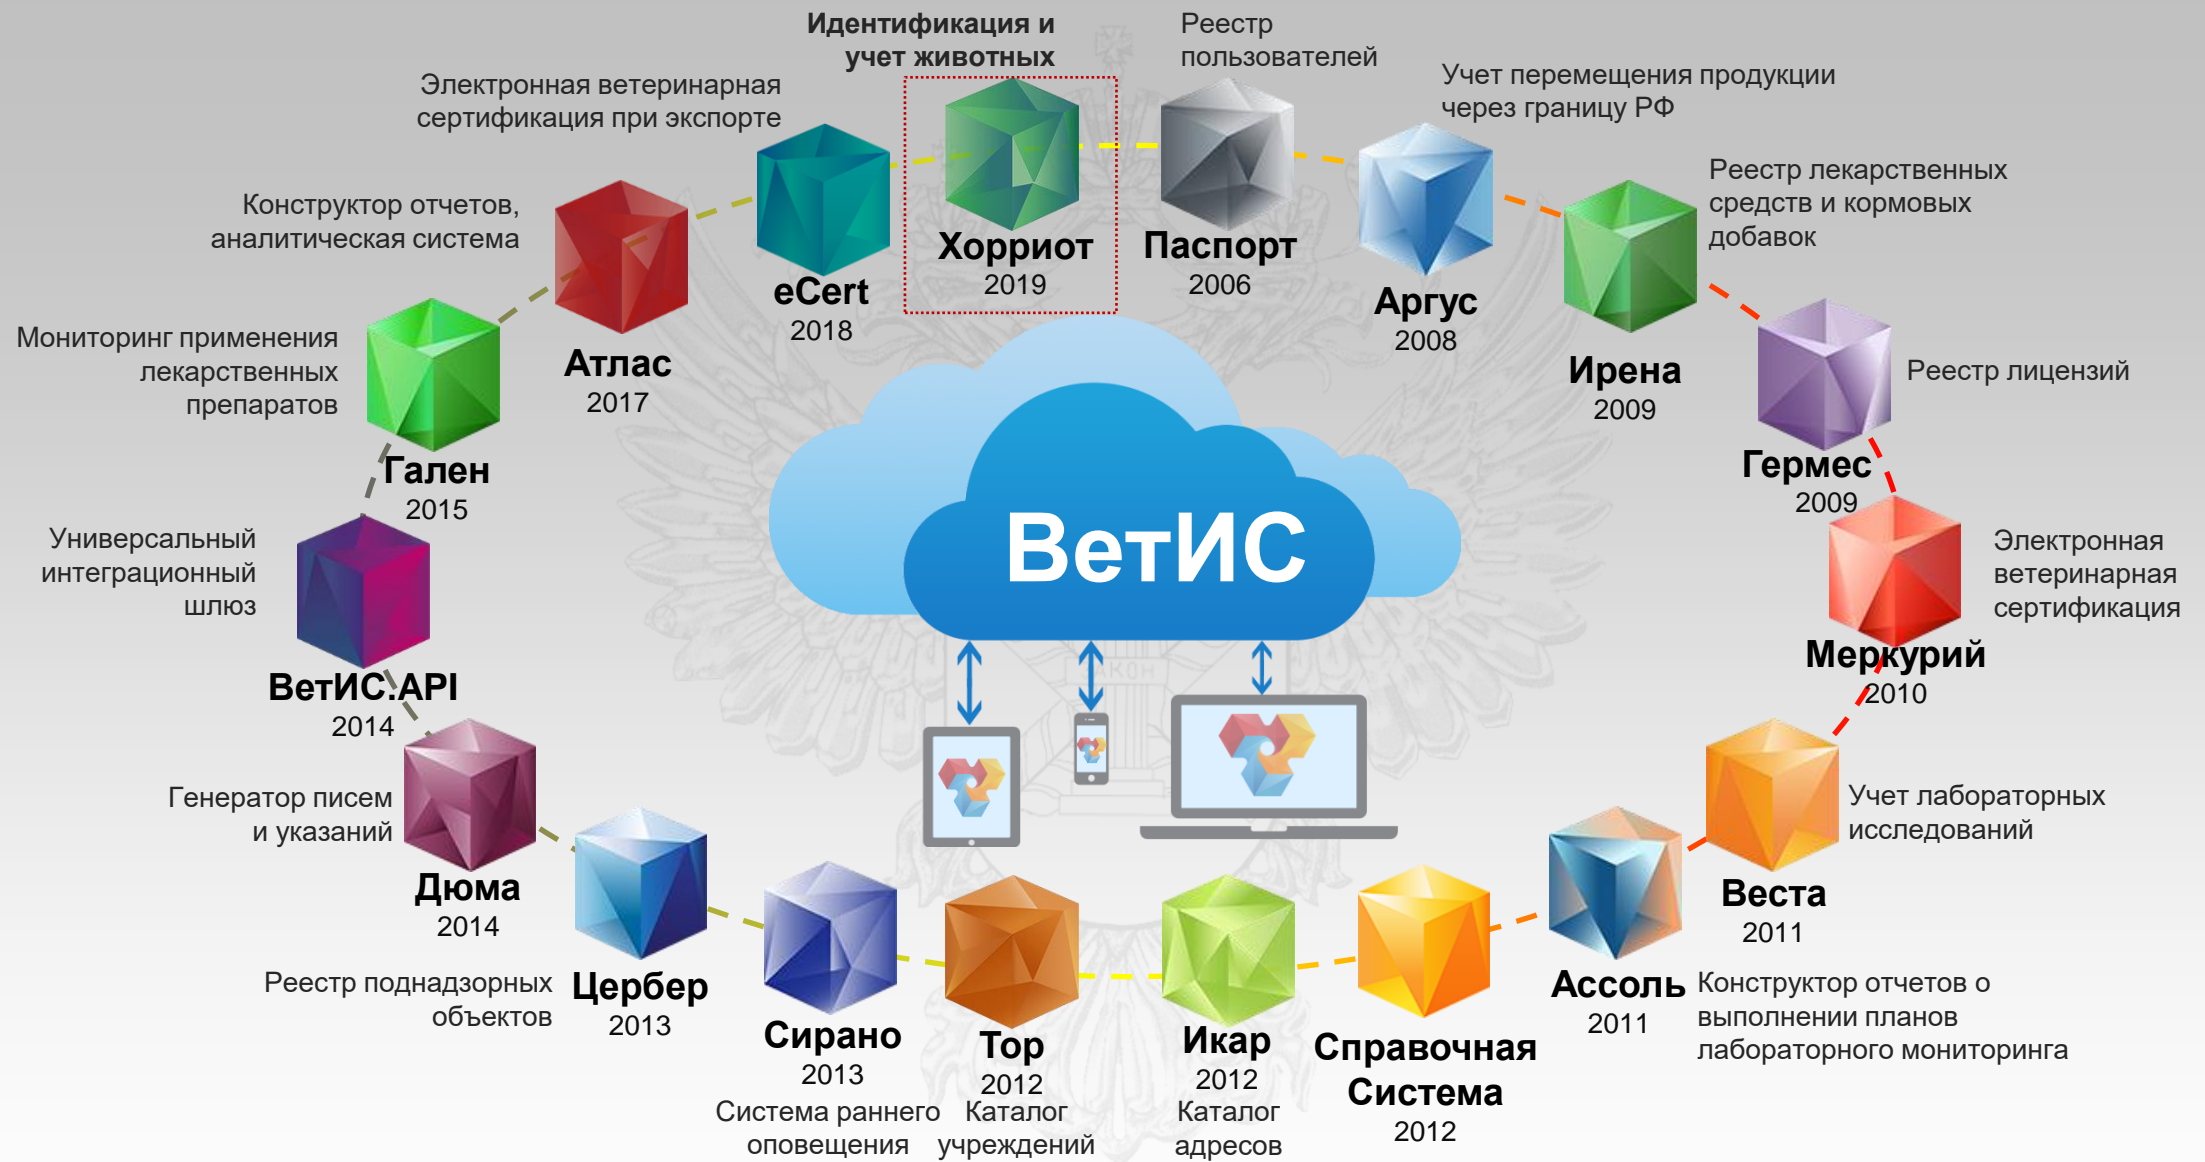 Идентификация и
учет животных
Хорриот
2019
Реестр
пользователей
Паспорт
2006
Учет перемещения продукции
через границу РФ
Аргус
2008
Реестр лекарственных
средств и кормовых
добавок
Ирена
2009
Реестр лицензий
Гермес
2009
Электронная
ветеринарная
сертификация
Меркурий
2010
Учет лабораторных
исследований
Веста
2011
Ассоль
2011
Конструктор отчетов о
выполнении планов
лабораторного мониторинга
Справочная
Система
2012
Икар
2012
Каталог
адресов
Тор
2012
Каталог
учреждений
Сирано
2013
Система раннего
оповещения
Цербер
2013
Реестр поднадзорных
объектов
Дюма
2014
Генератор писем
и указаний
ВетИС.API
2014
Универсальный
интеграционный
шлюз
Гален
2015
Мониторинг применения
лекарственных
препаратов
Атлас
2017
Конструктор отчетов,
аналитическая система
eCert
2018
Электронная ветеринарная
сертификация при экспорте
ВетИС